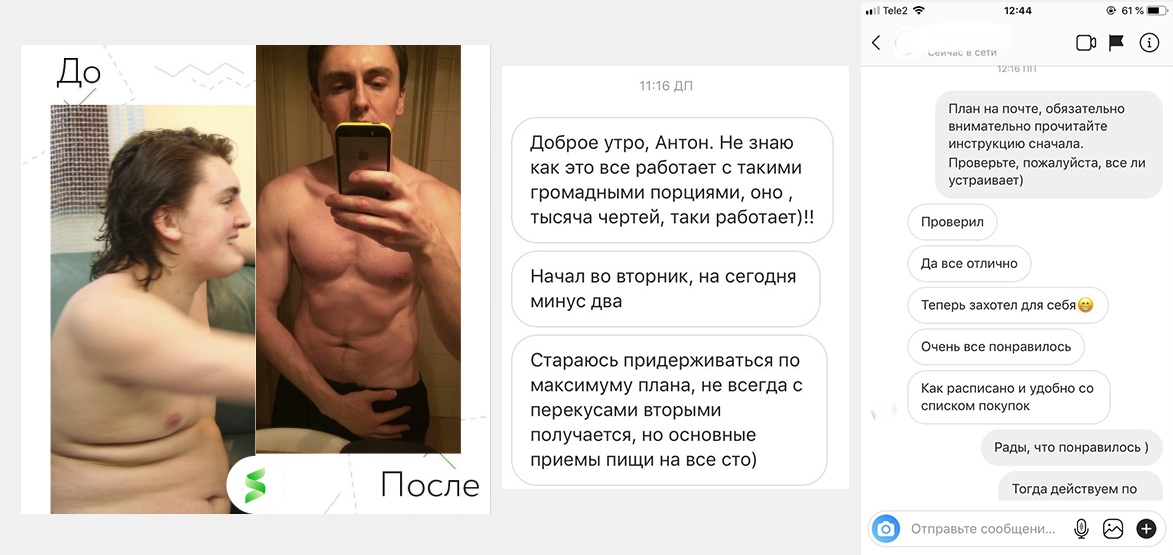 До
После
11:16 ДП
Доброе утро, Антон. Не знаю
как это все работает с такими
громадными порциями, оно ,
тысяча чертей, таки работает)!!
Начал во вторник, на сегодня
минус два
Стараюсь придерживаться по
максимуму плана, не всегда с
перекусами вторыми
получается, но основные
приемы пищи на все сто)
Tele2
12:44
61 %
Сейчас в сети
12:16 ПП
План на почте, обязательно
внимательно прочитайте
инструкцию сначала.
Проверьте, пожалуйста, все ли
устраивает)
Проверил
Да все отлично
Теперь захотел для себя😁
Очень все понравилось
Как расписано и удобно со
списком покупок
Рады, что понравилось )
Тогда действуем по
Отправьте сообщени...